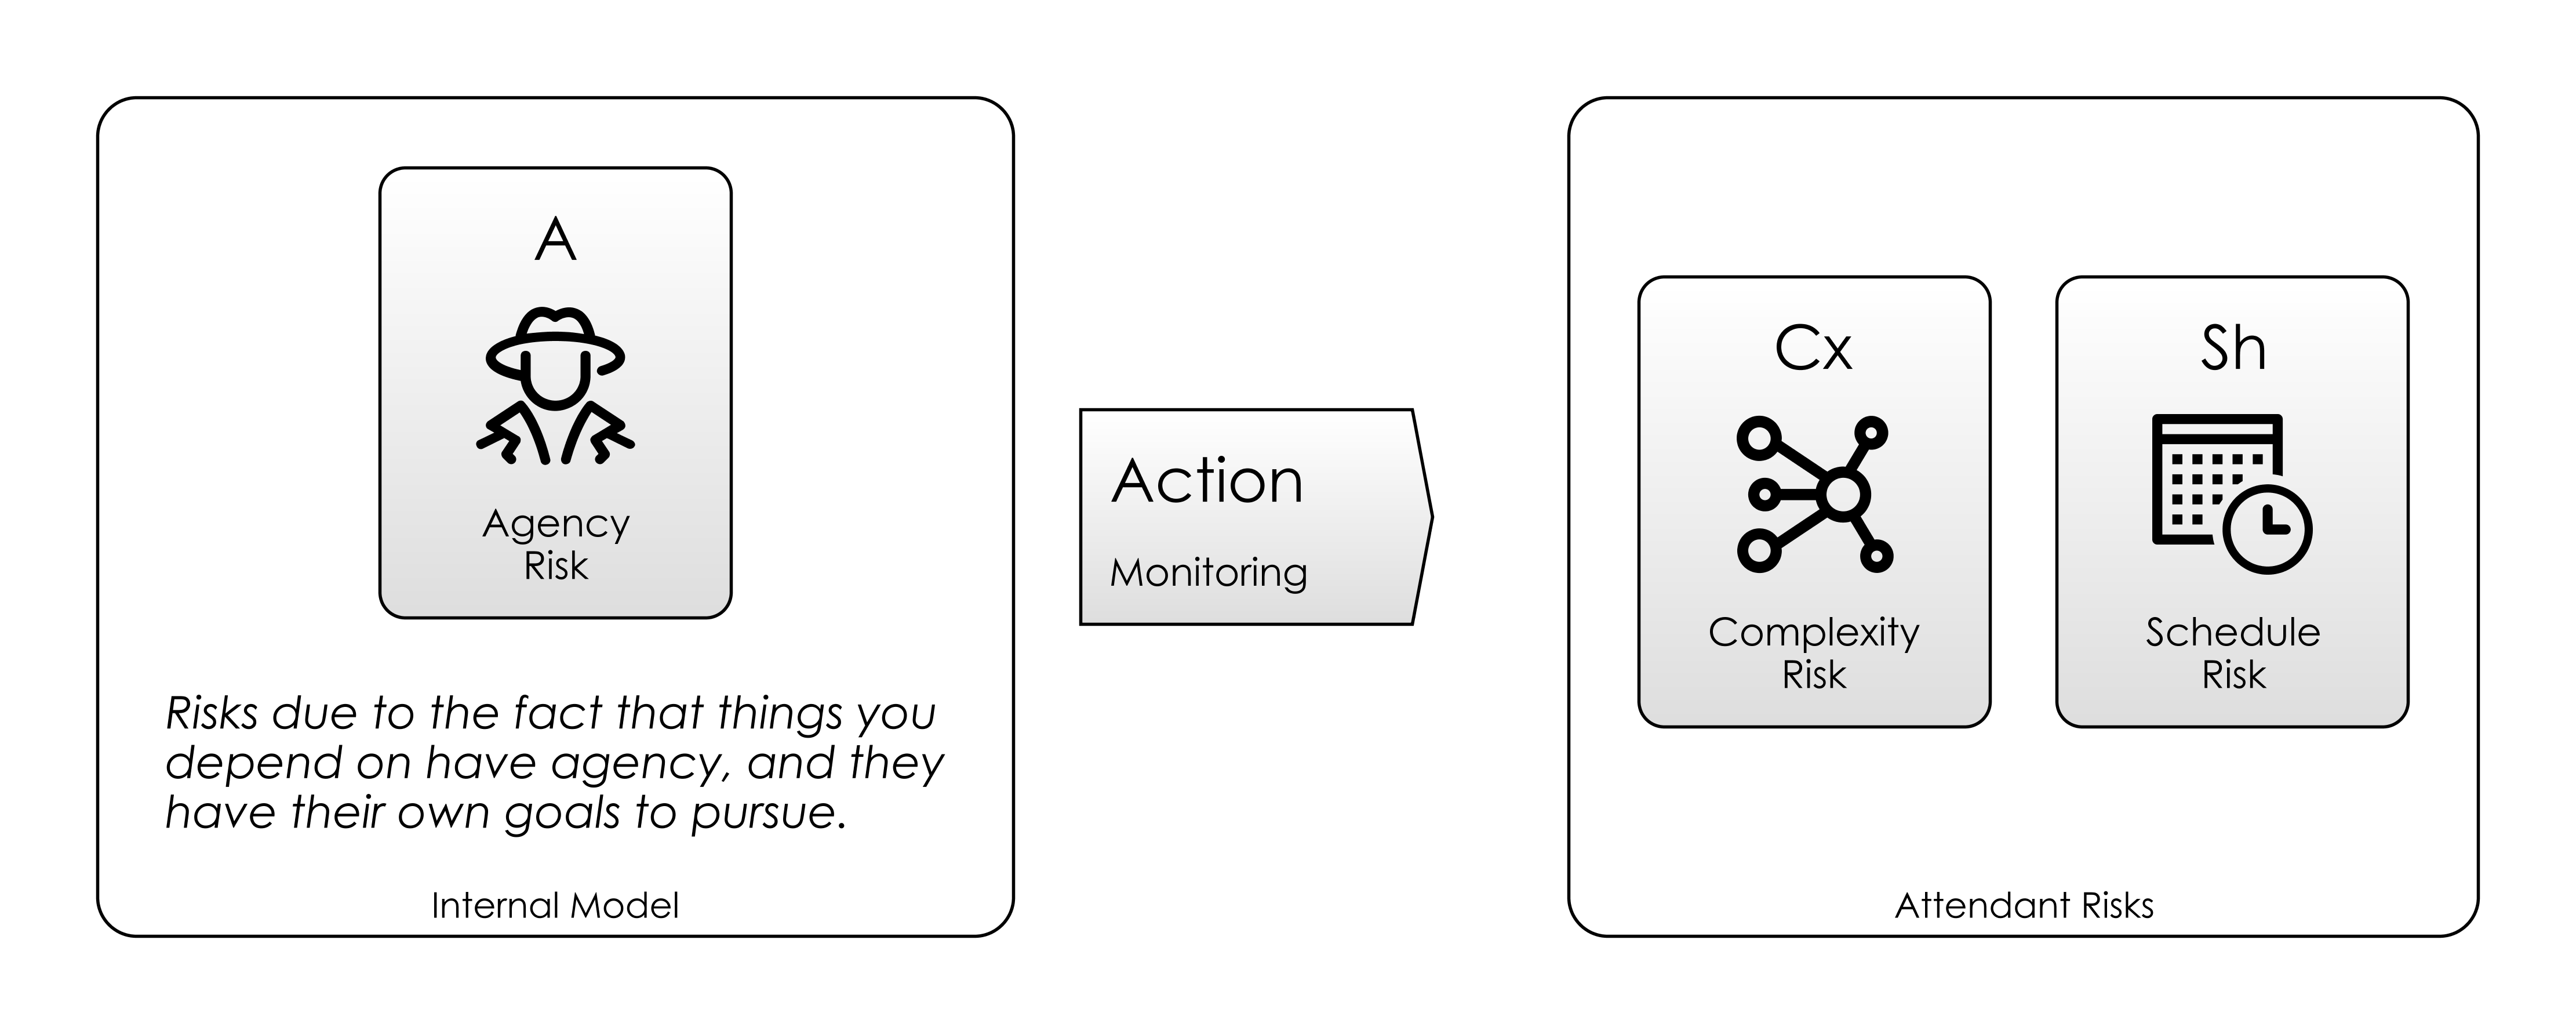 A
Agency
Risk
Risks due to the fact that things you
depend on have agency, and they
have their own goals to pursue.
Internal Model
Action
Monitoring
Cx
Complexity
Risk
Sh
Schedule
Risk
Attendant Risks